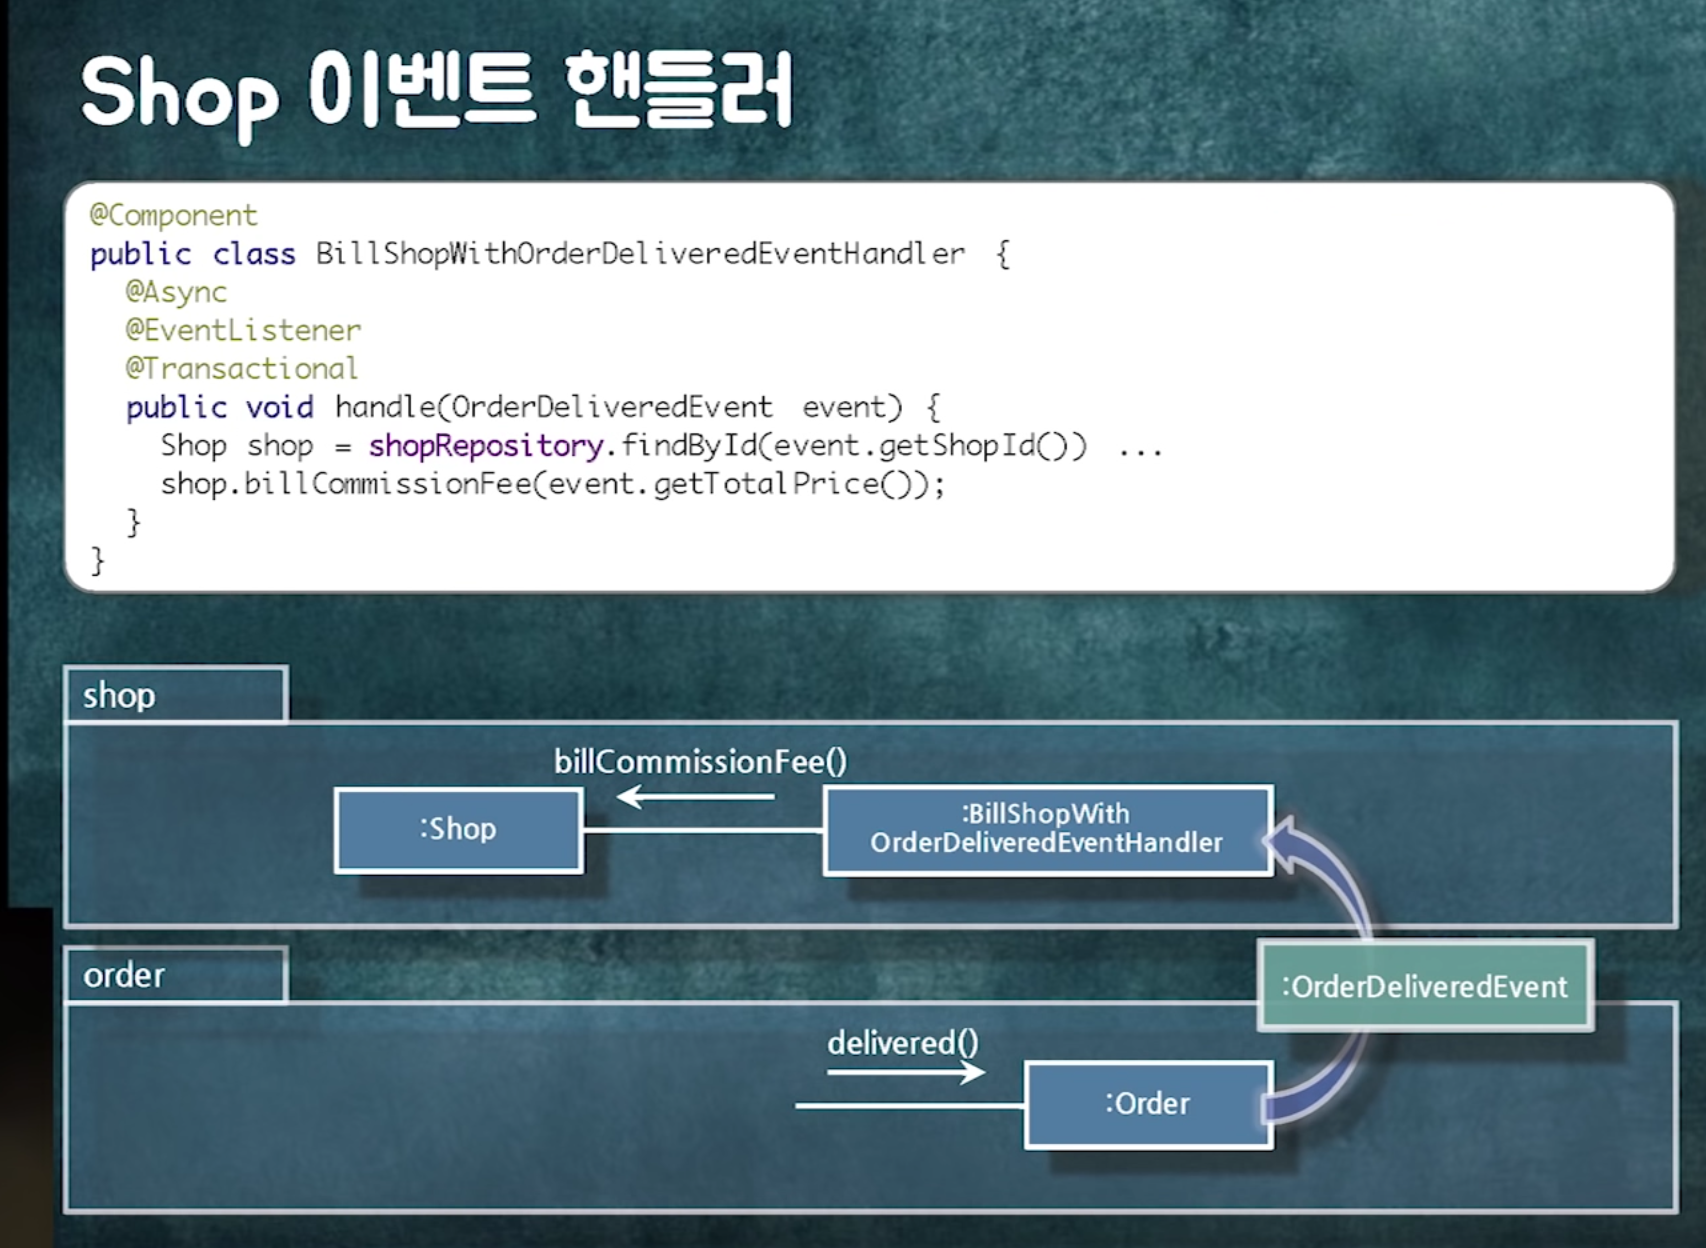 Shop 이벤트 핸들러
@Component
public class BillShopWithOrderDeliveredEventHandler {
@Async
@EventListener
@Transactional
public void handle(OrderDeliveredEvent event) {
Shop shop = shopRepository.findById(event.getShopId()) ...
shop.billCommissionFee(event.getTotalPrice());
}
}
shop
billCommissionFee()
:Shop
:BillShopWith
OrderDeliveredEventHandler
order
:OrderDeliveredEvent
delivered()
:Order